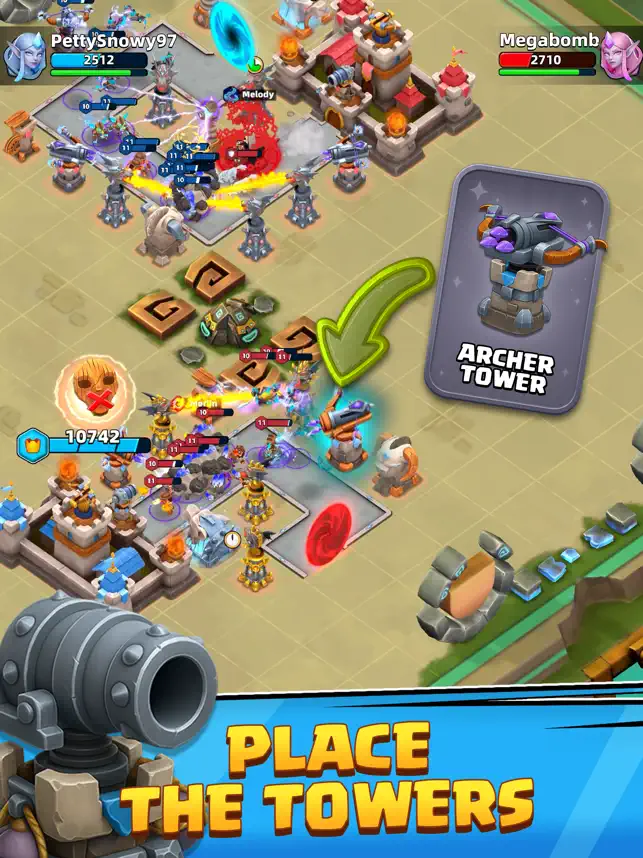 PettySnowy97
2512
Megabomb
2710
Melody
ARCHER
TOWER
10742
PLACE
THE TOWERS